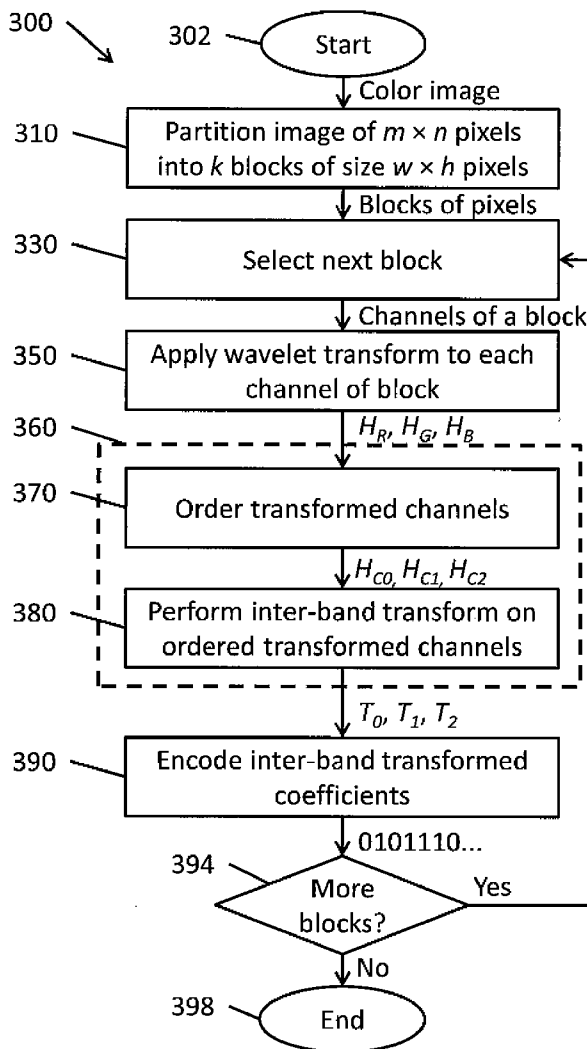 300
302
Start
Color image
310
Partition image of m × n pixels
into k blocks of size w × h pixels
Blocks of pixels
330
Select next block
Channels of a block
350
Apply wavelet transform to each
channel of block
360
H_R, H_G, H_B
370
Order transformed channels
H_C0, H_C1, H_C2
380
Perform inter-band transform on
ordered transformed channels
T_0, T_1, T_2
390
Encode inter-band transformed
coefficients
0101110...
394
More
blocks?
Yes
No
398
End